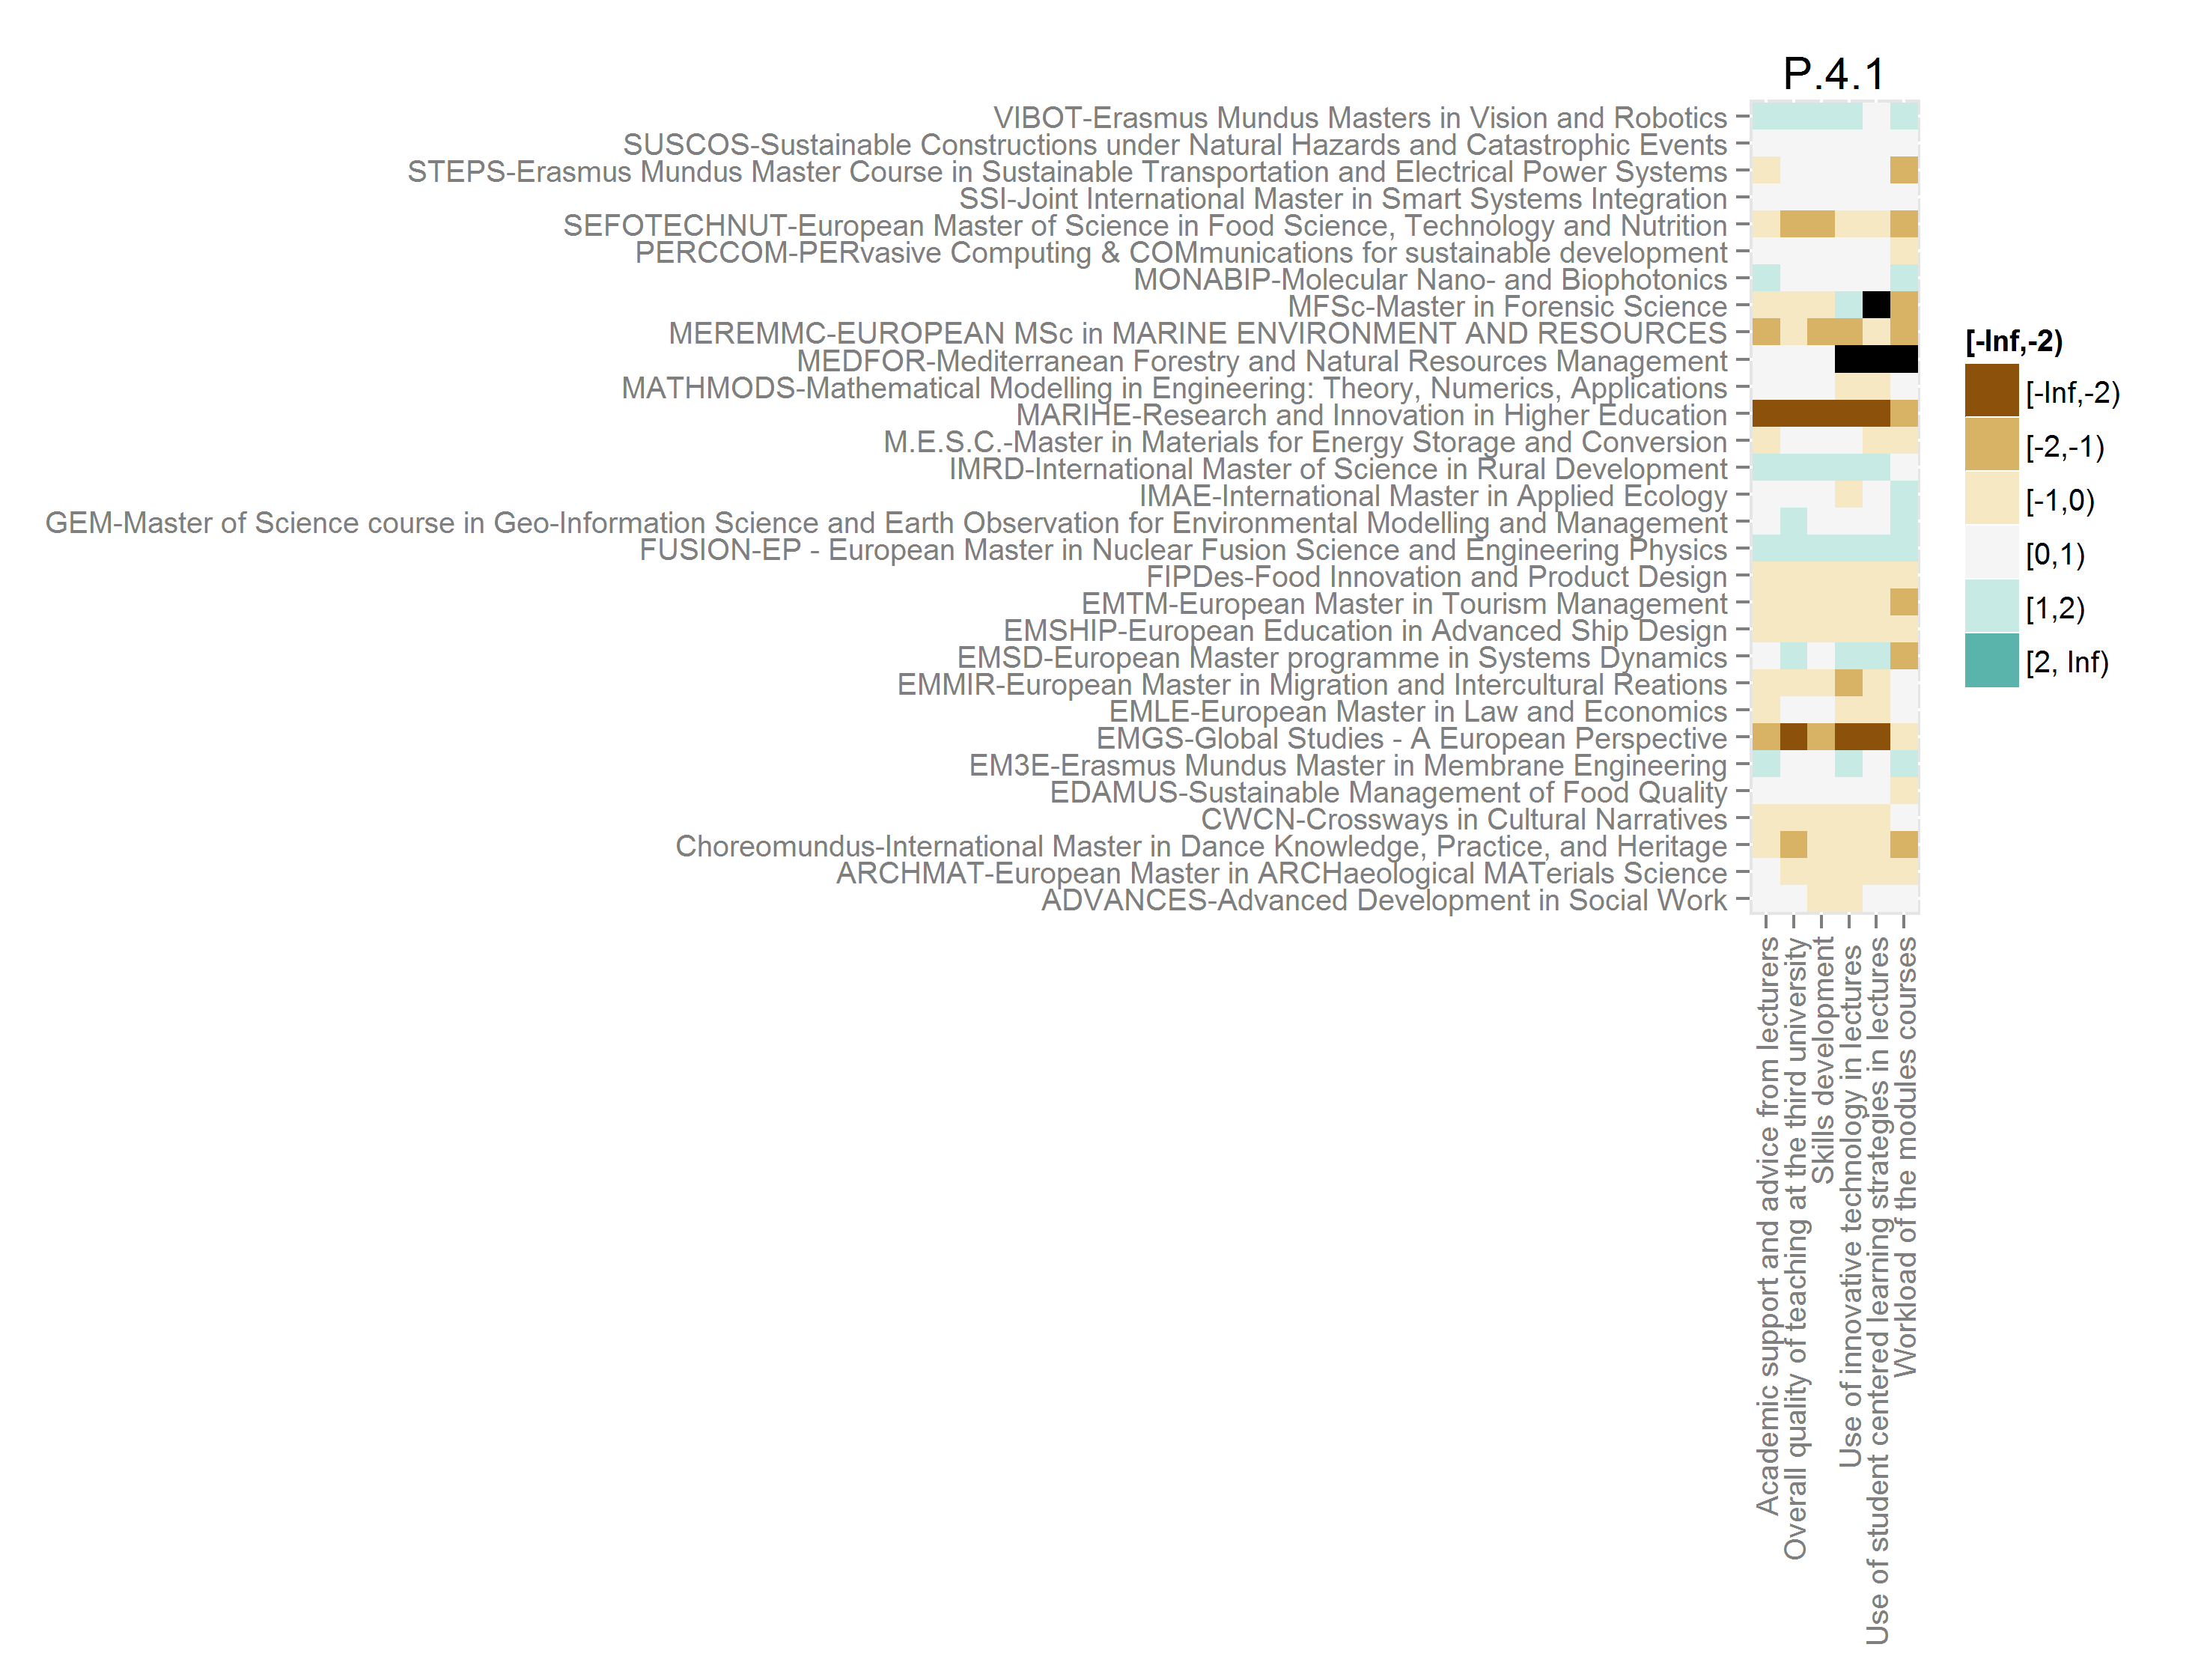 P.4.1
VIBOT-Erasmus Mundus Masters in Vision and Robotics
SUSCOS-Sustainable Constructions under Natural Hazards and Catastrophic Events
STEPS-Erasmus Mundus Master Course in Sustainable Transportation and Electrical Power Systems
SSI-Joint International Master in Smart Systems Integration
SEFOTECHNUT-European Master of Science in Food Science, Technology and Nutrition
PERCCOM-PERvasive Computing & COMmunications for sustainable development
MONABIP-Molecular Nano- and Biophotonics
MFSc-Master in Forensic Science
MEREMMC-EUROPEAN MSc in MARINE ENVIRONMENT AND RESOURCES
MEDFOR-Mediterranean Forestry and Natural Resources Management
MATHMODS-Mathematical Modelling in Engineering: Theory, Numerics, Applications
MARIHE-Research and Innovation in Higher Education
M.E.S.C.-Master in Materials for Energy Storage and Conversion
IMRD-International Master of Science in Rural Development
IMAE-International Master in Applied Ecology
GEM-Master of Science course in Geo-Information Science and Earth Observation for Environmental Modelling and Management
FUSION-EP - European Master in Nuclear Fusion Science and Engineering Physics
FIPDes-Food Innovation and Product Design
EMTM-European Master in Tourism Management
EMSHIP-European Education in Advanced Ship Design
EMSD-European Master programme in Systems Dynamics
EMMIR-European Master in Migration and Intercultural Reations
EMLE-European Master in Law and Economics
EMGS-Global Studies - A European Perspective
EM3E-Erasmus Mundus Master in Membrane Engineering
EDAMUS-Sustainable Management of Food Quality
CWCN-Crossways in Cultural Narratives
Choreomundus-International Master in Dance Knowledge, Practice, and Heritage
ARCHMAT-European Master in ARCHaeological MATerials Science
ADVANCES-Advanced Development in Social Work
Academic support and advice from lecturers
Overall quality of teaching at the third university
Skills development
Use of innovative technology in lectures
Use of student centered learning strategies in lectures
Workload of the modules courses
[-Inf,-2)
[-Inf,-2)
[-2,-1)
[-1,0)
[0,1)
[1,2)
[2, Inf)